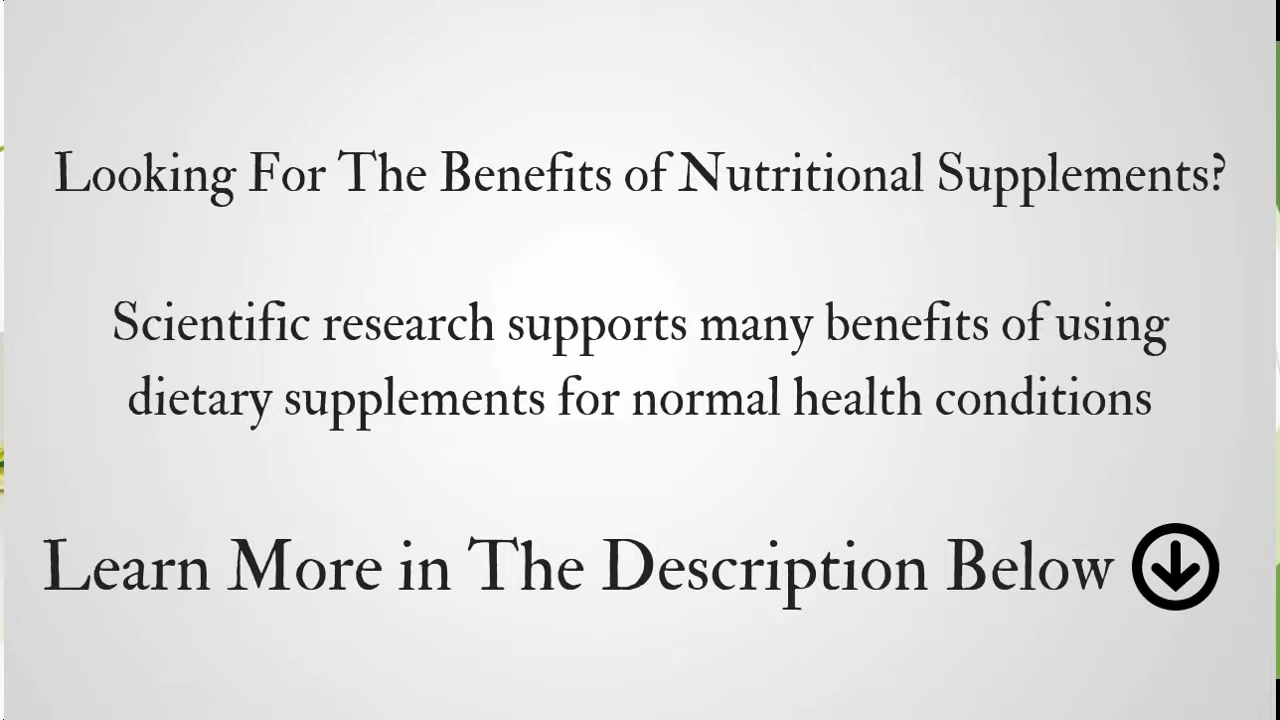 Looking For The Benefits of Nutritional Supplements?
Scientific research supports many benefits of using
dietary supplements for normal health conditions
Learn More in The Description Below